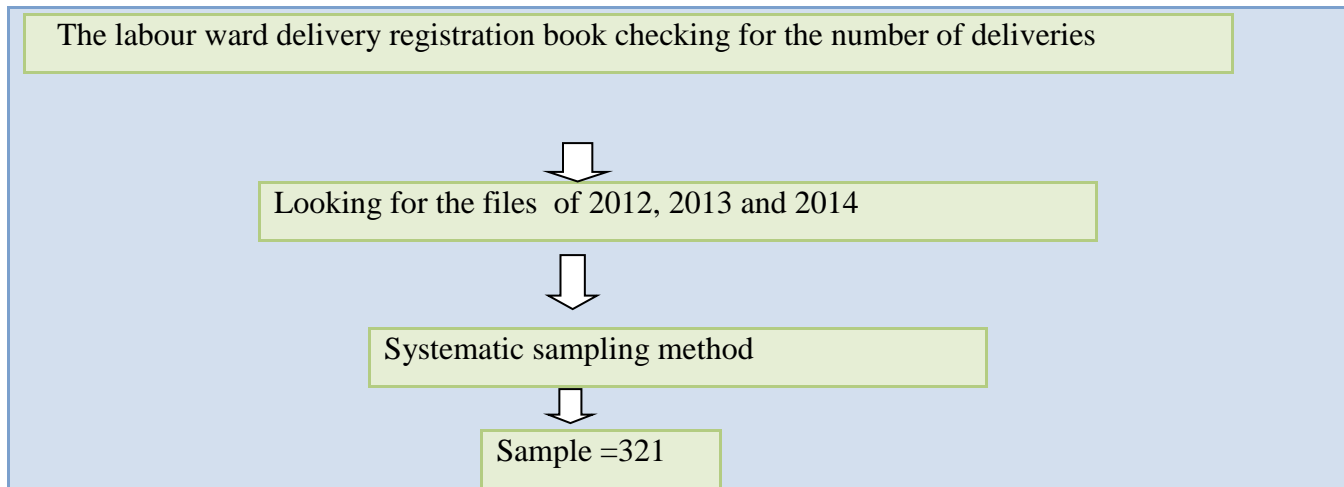 The labour ward delivery registration book checking for the number of deliveries
Looking for the files of 2012, 2013 and 2014
Systematic sampling method
Sample =321